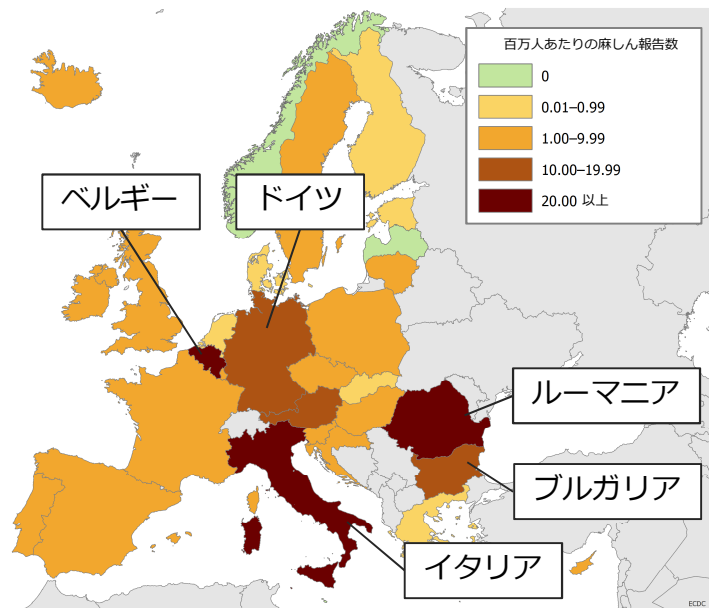 百万人あたりの麻しん報告数
0
0.01–0.99
1.00–9.99
10.00–19.99
20.00 以上
ベルギー
ドイツ
ルーマニア
ブルガリア
イタリア
ECDC